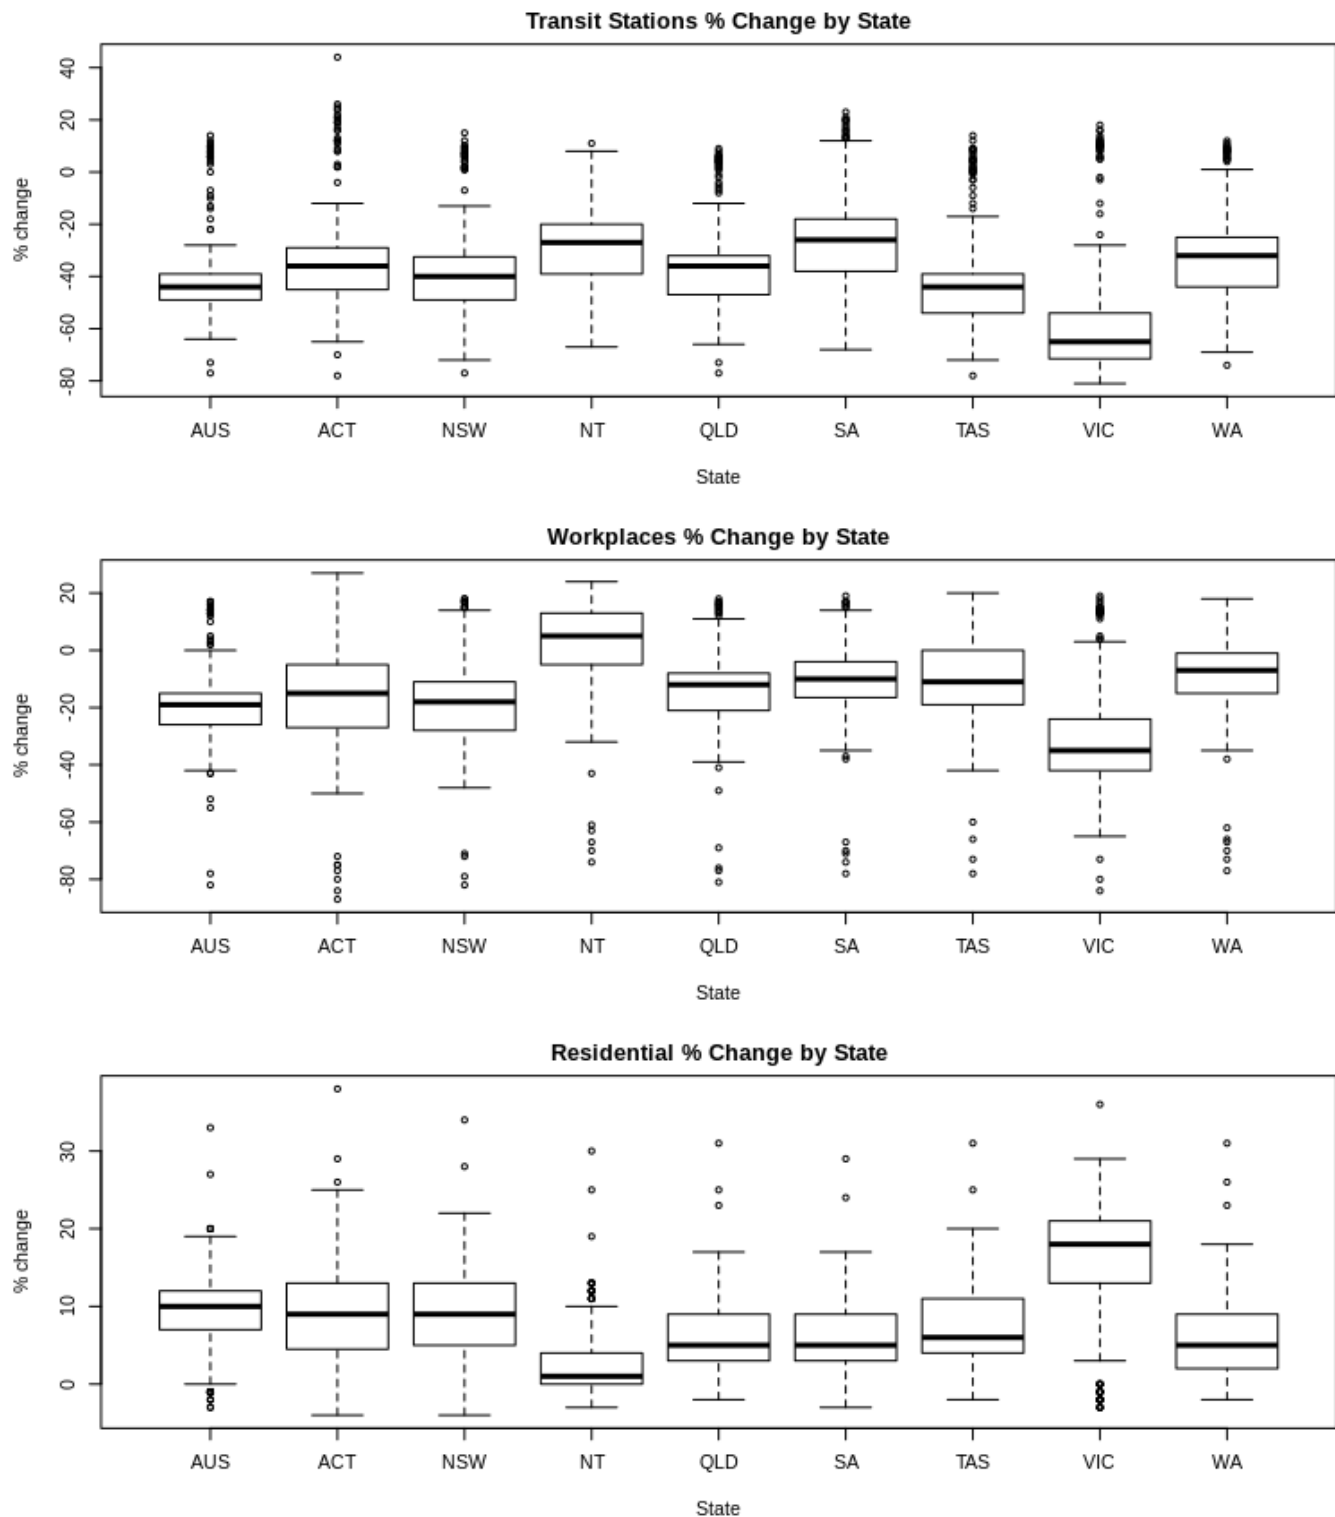 Transit Stations % Change by State
% change
40
20
0
-20
-40
-60
-80
AUS ACT NSW NT QLD SA TAS VIC WA
State
Workplaces % Change by State
% change
20
0
-20
-40
-60
-80
AUS ACT NSW NT QLD SA TAS VIC WA
State
Residential % Change by State
% change
30
20
10
0
AUS ACT NSW NT QLD SA TAS VIC WA
State